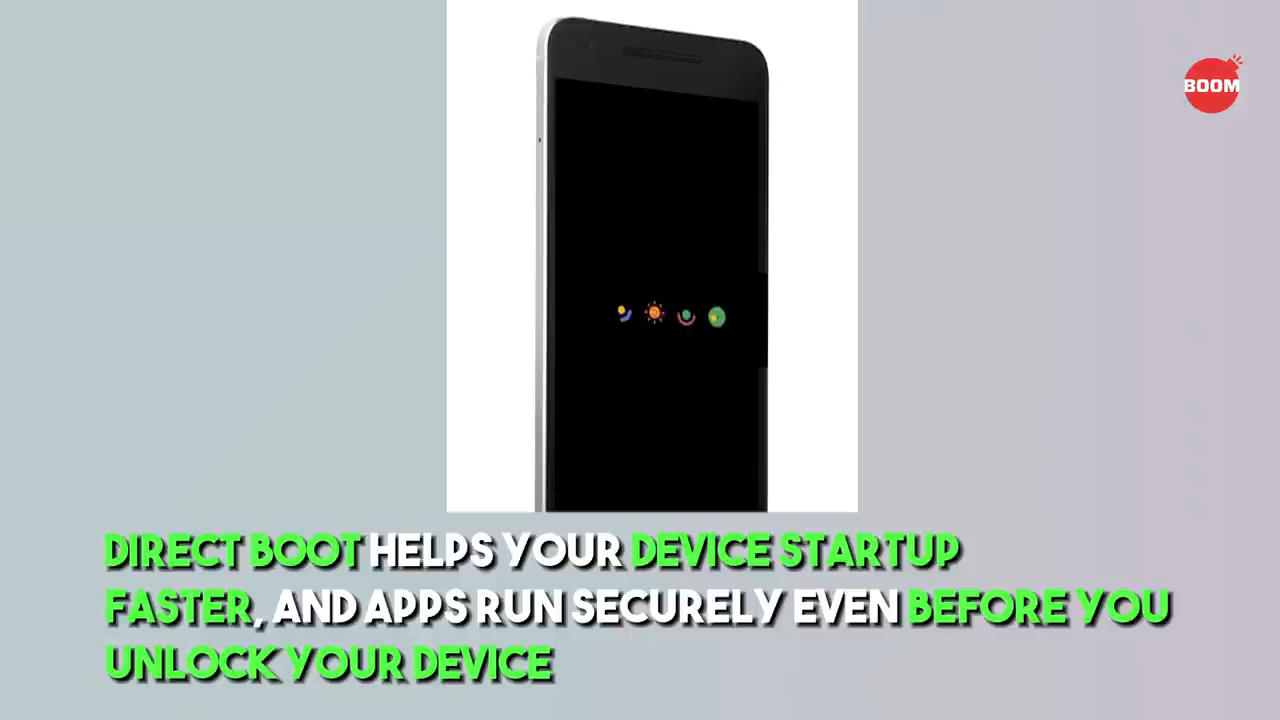 BOOM
DIRECT BOOT HELPS YOUR DEVICE STARTUP
FASTER, AND APPS RUN SECURELY EVEN BEFORE YOU
UNLOCK YOUR DEVICE